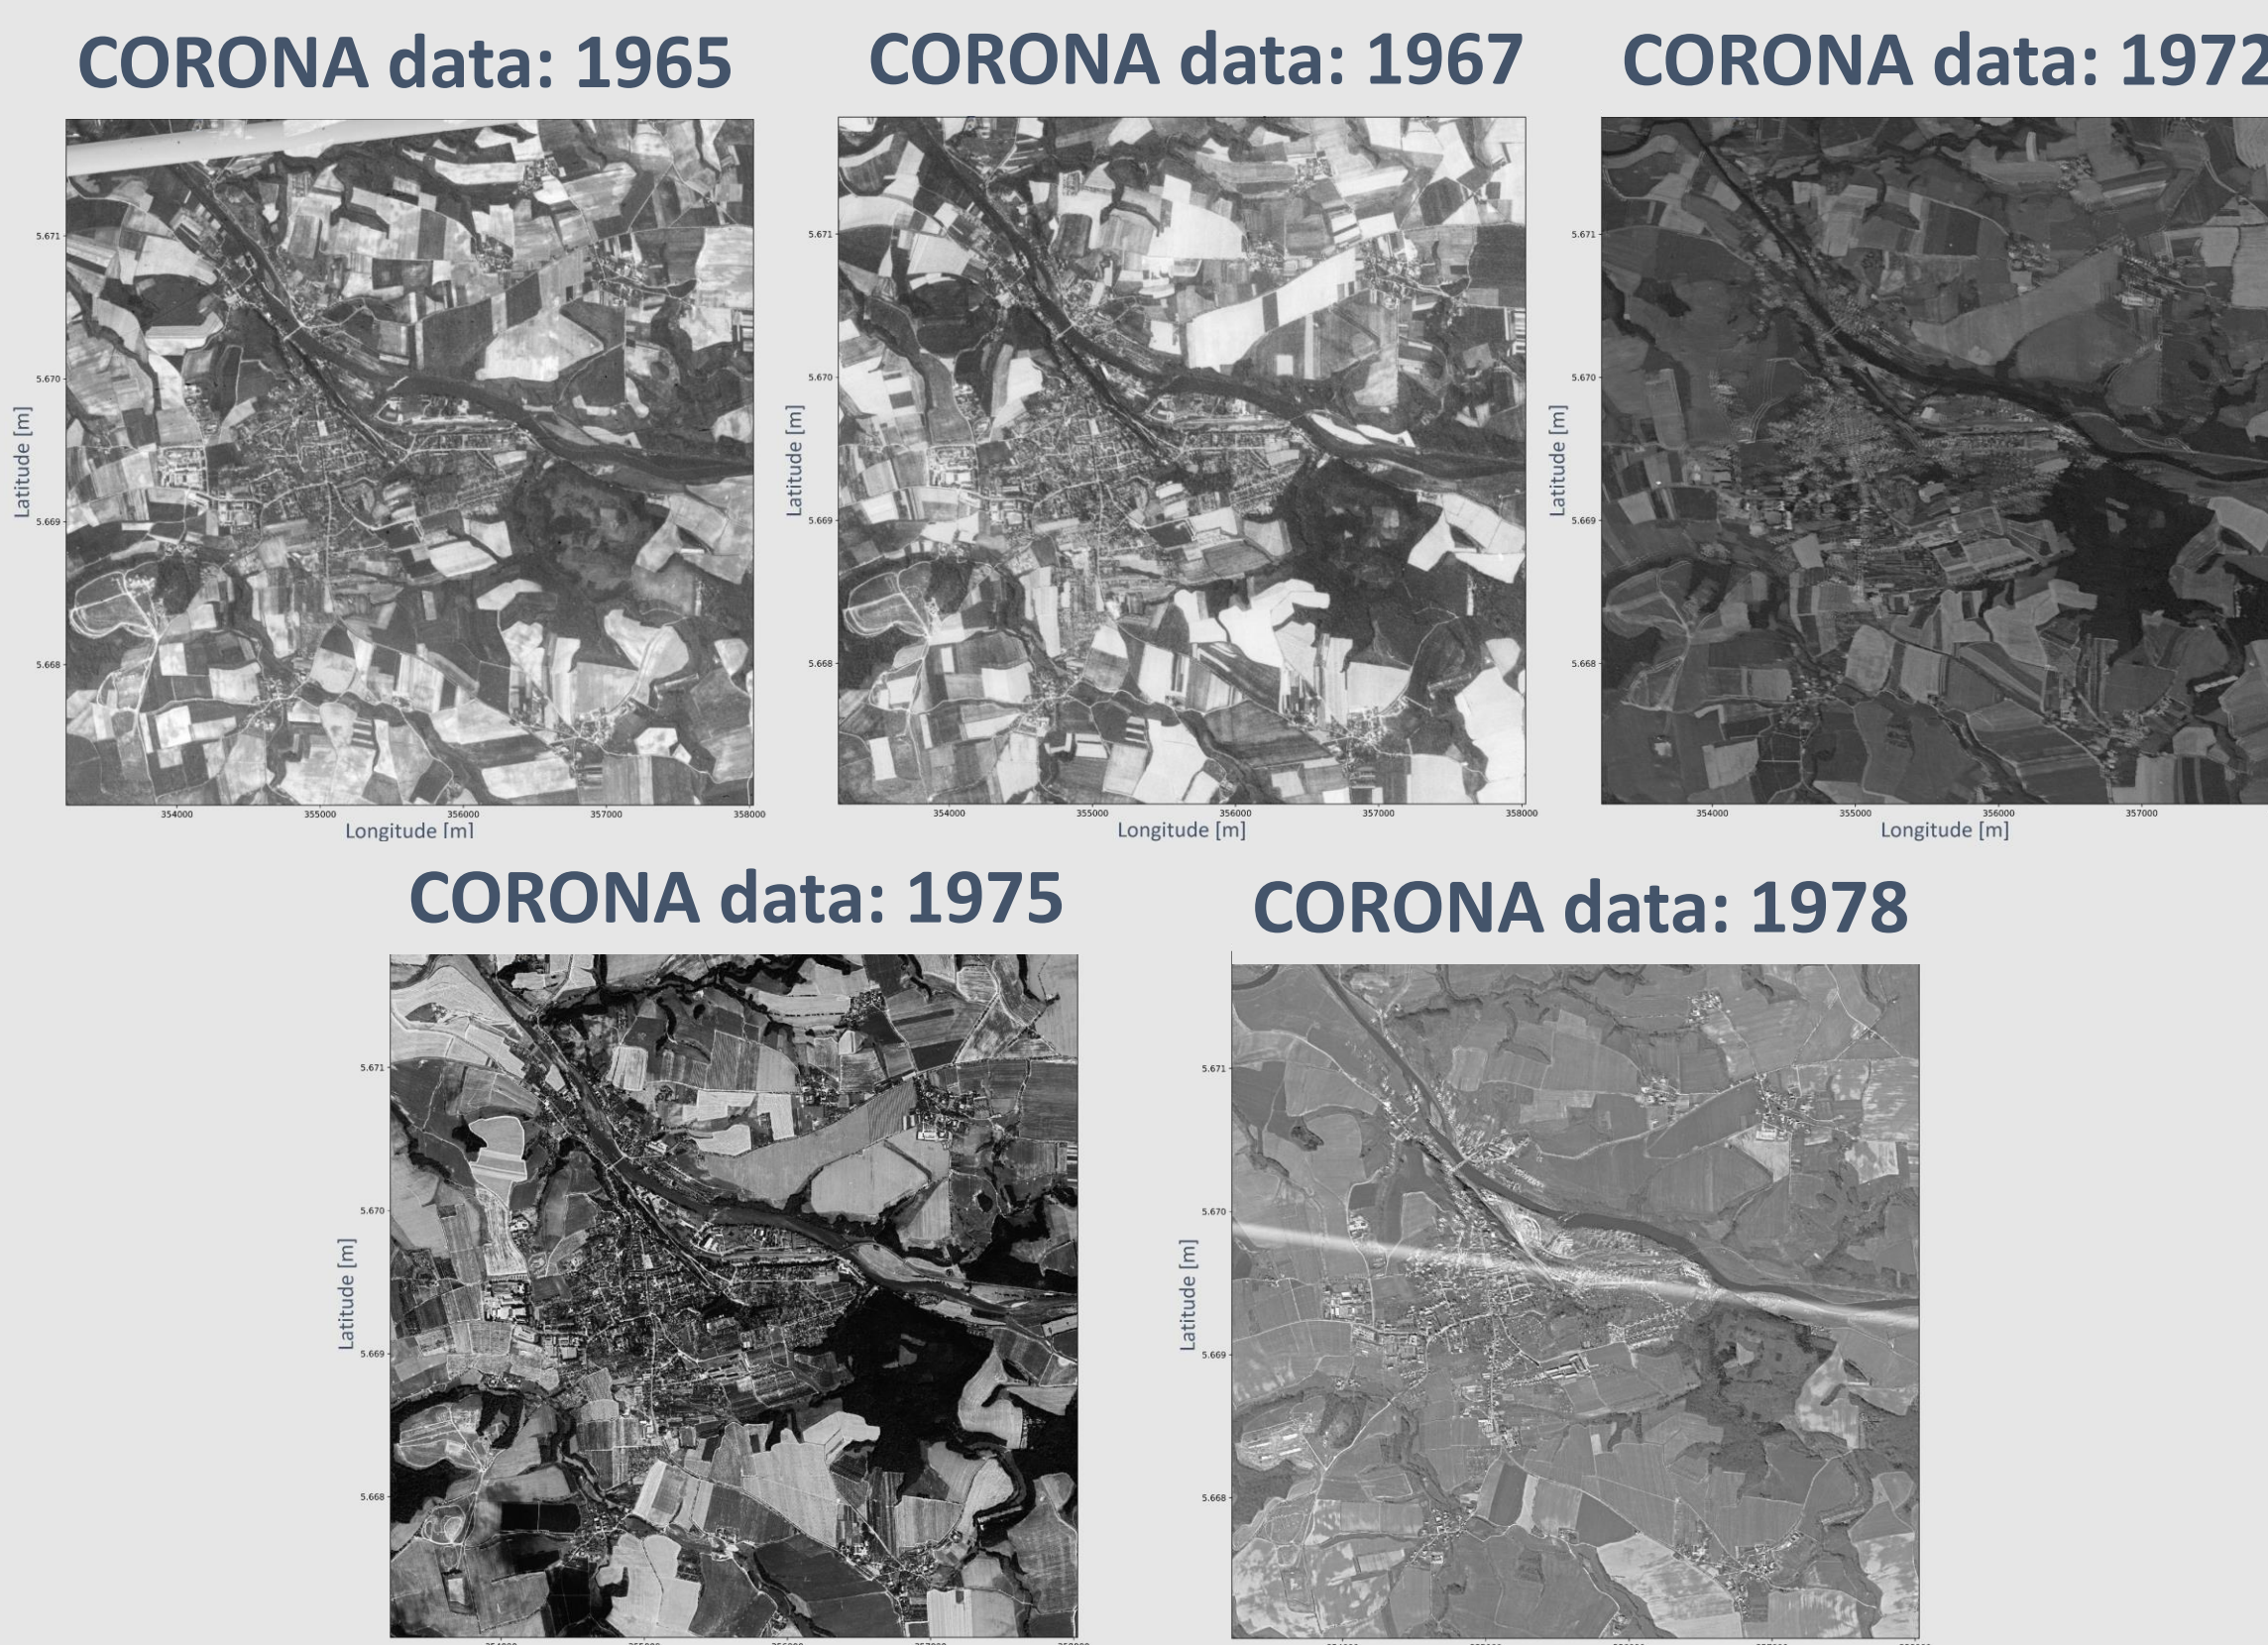 CORONA data: 1965
CORONA data: 1967
CORONA data: 1972
Latitude [m]
5.671
5.670
5.669
5.668
354000 355000 356000 357000 358000
Longitude [m]
Latitude [m]
5.671
5.670
5.669
5.668
354000 355000 356000 357000 358000
Longitude [m]
Latitude [m]
5.671
5.670
5.669
5.668
354000 355000 356000 357000
Longitude [m]
CORONA data: 1975
CORONA data: 1978
Latitude [m]
5.671
5.670
5.669
5.668
Latitude [m]
5.671
5.670
5.669
5.668